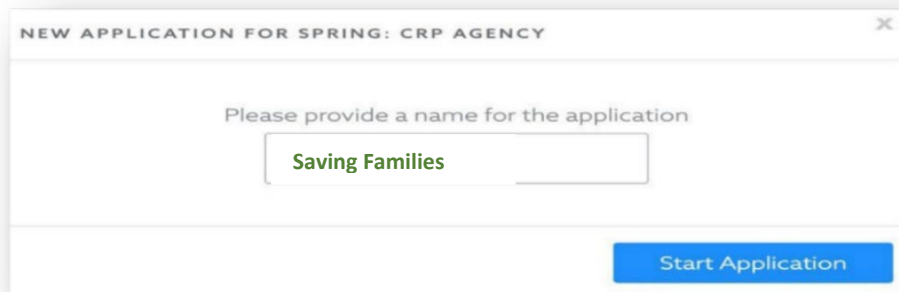 NEW APPLICATION FOR SPRING: CRP AGENCY
Please provide a name for the application
Saving Families
Start Application